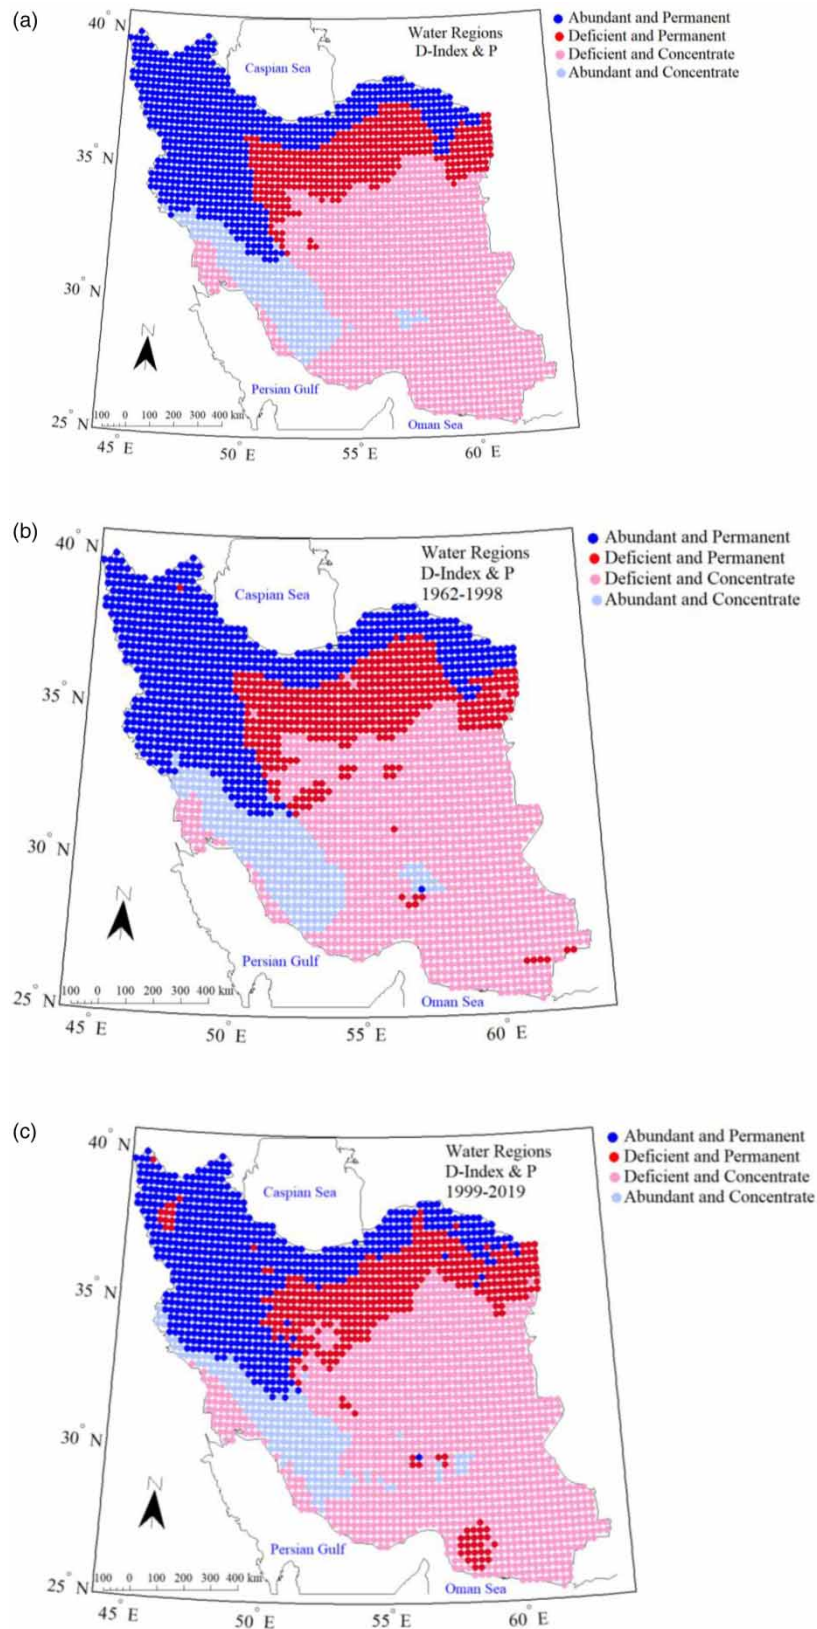 (a)
40° N
35° N
30° N
25° N
45° E
50° E
55° E
60° E
Water Regions
D-Index & P
Caspian Sea
Persian Gulf
Oman Sea
N
100 0 100 200 300 400 km
Abundant and Permanent
Deficient and Permanent
Deficient and Concentrate
Abundant and Concentrate
(b)
40° N
35° N
30° N
25° N
45° E
50° E
55° E
60° E
Water Regions
D-Index & P
1962-1998
Caspian Sea
Persian Gulf
Oman Sea
N
100 0 100 200 300 400 km
Abundant and Permanent
Deficient and Permanent
Deficient and Concentrate
Abundant and Concentrate
(c)
40° N
35° N
30° N
25° N
45° E
50° E
55° E
60° E
Water Regions
D-Index & P
1999-2019
Caspian Sea
Persian Gulf
Oman Sea
N
100 0 100 200 300 400 km
Abundant and Permanent
Deficient and Permanent
Deficient and Concentrate
Abundant and Concentrate